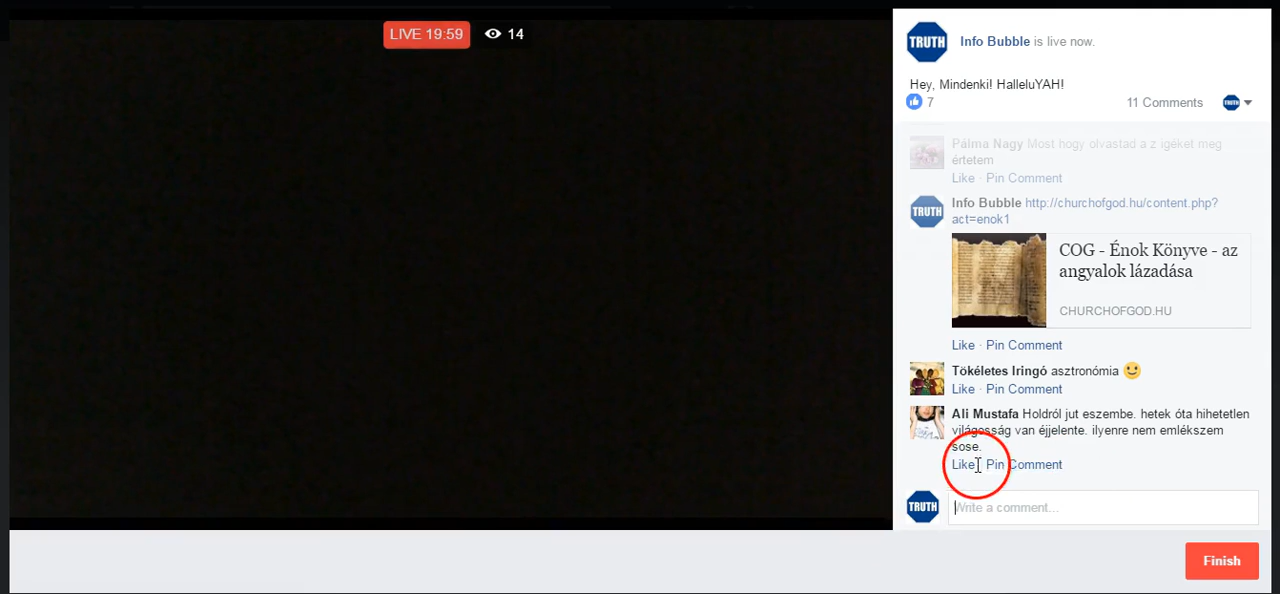 LIVE 19:59 14
TRUTH
Info Bubble is live now.
Hey, Mindenki! HalleluYAH!
7 11 Comments TRUTH
Pálma Nagy Most hogy olvastad a z igéket meg
értetem
Like · Pin Comment
TRUTH
Info Bubble http://churchofgod.hu/content.php?
act=enok1
COG - Énok Könyve - az
angyalok lázadása
CHURCHOFGOD.HU
Like · Pin Comment
Tökéletes Iringó asztronómia
Like · Pin Comment
Ali Mustafa Holdról jut eszembe. hetek óta hihetetlen
világosság van éjjelente. ilyenre nem emlékszem
sose.
Like · Pin Comment
TRUTH
Write a comment...
Finish